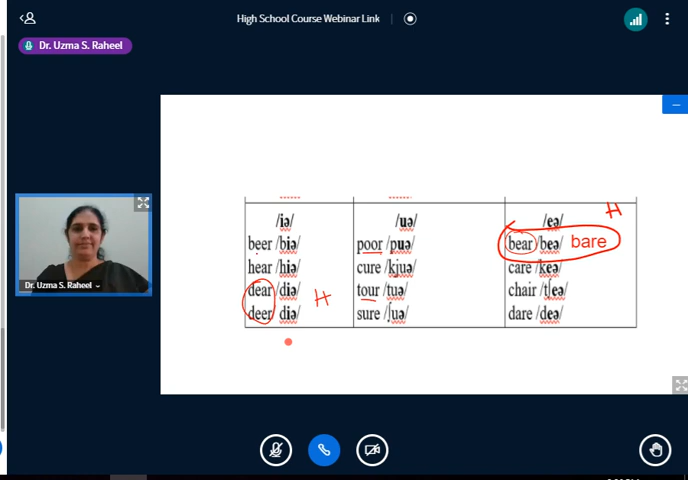 High School Course Webinar Link
Dr. Uzma S. Raheel
Dr. Uzma S. Raheel
/iə/ /uə/ /eə/
H
beer /biə/ poor /puə/ bear /beə/ bare
hear /hiə/ cure /kjuə/ care /keə/
dear /diə/ tour /tuə/ chair /tʃeə/
H
deer diə/ sure /ʃuə/ dare /deə/